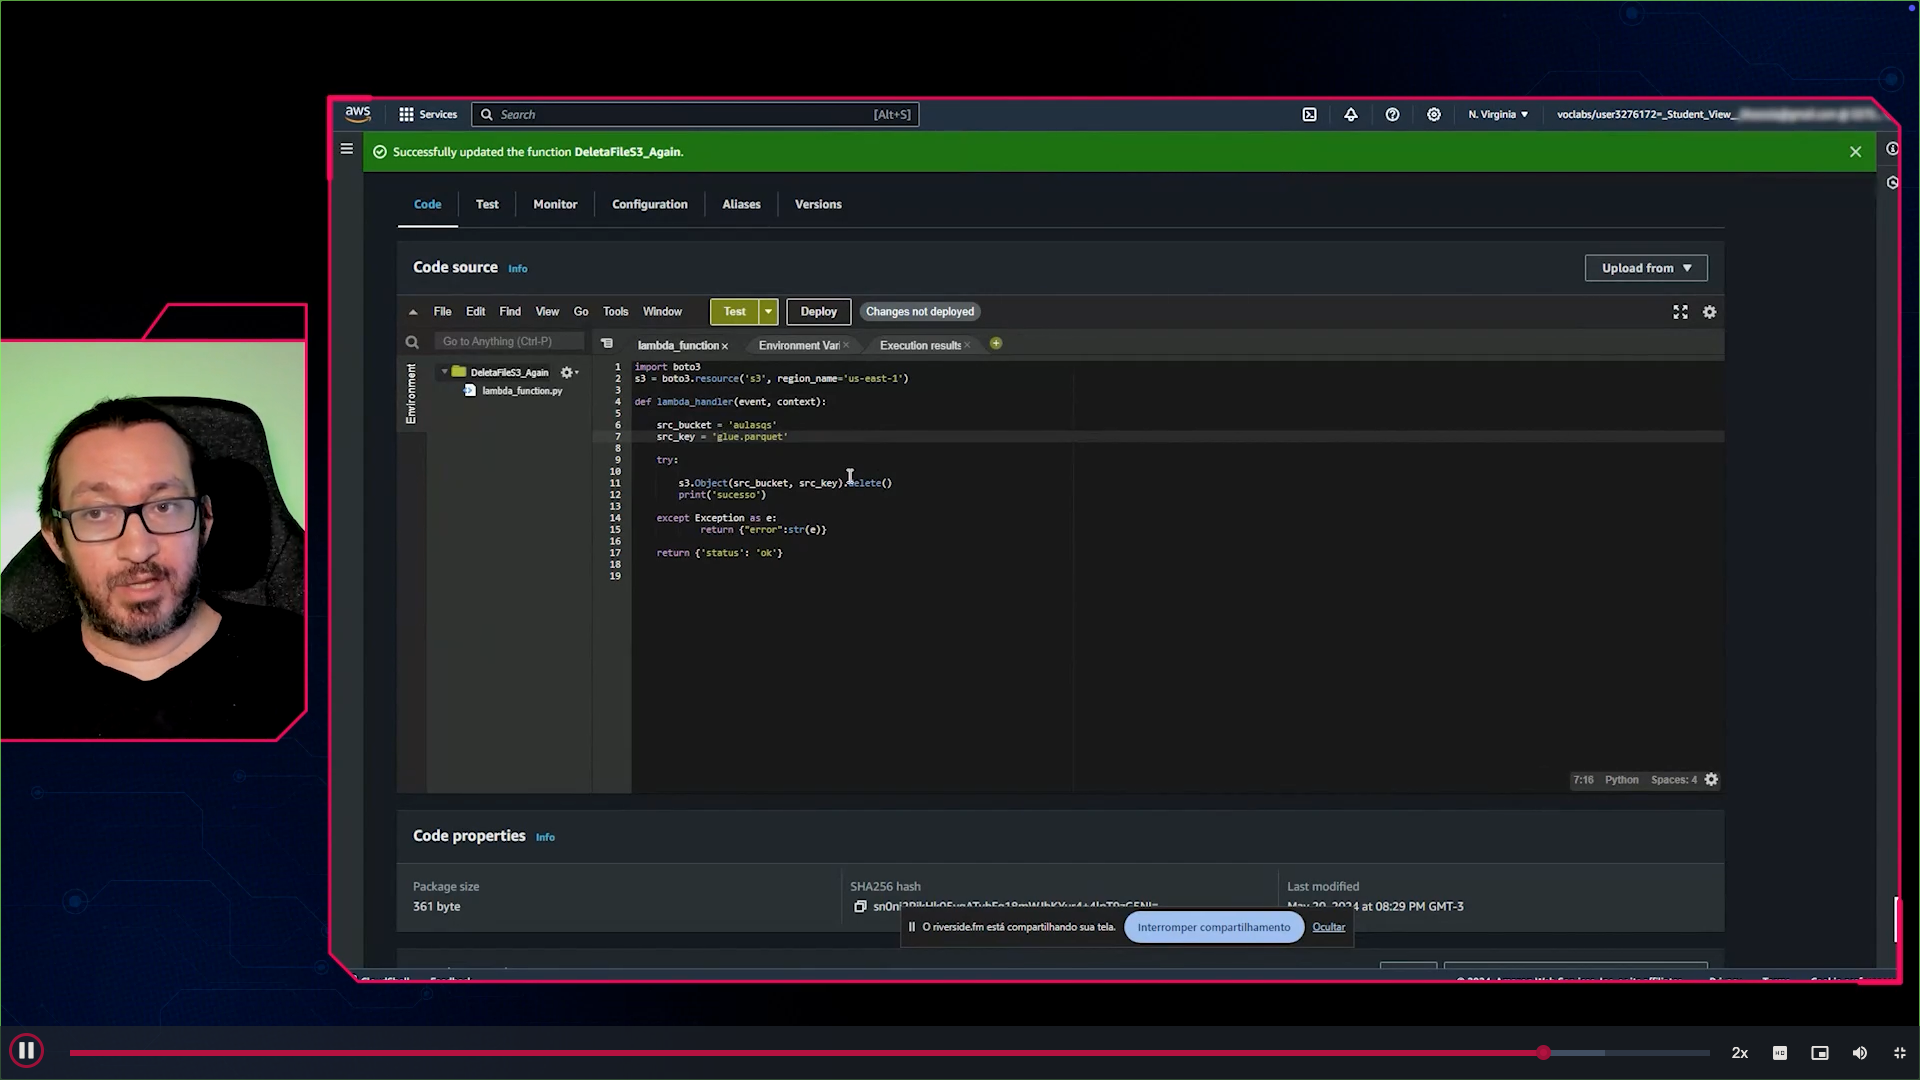 aws
Services
Search
[Alt+S]
N. Virginia
voclabs/user3276172=_Student_View_
Successfully updated the function DeletaFileS3_Again.
Code
Test
Monitor
Configuration
Aliases
Versions
Code source
Info
Upload from
File
Edit
Find
View
Go
Tools
Window
Test
Deploy
Changes not deployed
Go to Anything (Ctrl-P)
lambda_function
Environment Vari
Execution results
Environment
DeletaFileS3_Again
lambda_function.py
1 import boto3
2 s3 = boto3.resource('s3', region_name='us-east-1')
3
4 def lambda_handler(event, context):
5
6 src_bucket = 'aulasqs'
7 src_key = 'glue.parquet'
8
9 try:
10
11 s3.Object(src_bucket, src_key).delete()
12 print('sucesso')
13
14 except Exception as e:
15 return {"error":str(e)}
16
17 return {'status': 'ok'}
18
19
7:16
Python
Spaces: 4
Code properties
Info
Package size
361 byte
SHA256 hash
Last modified
May 20, 2024 at 08:29 PM GMT-3
O riverside.fm está compartilhando sua tela.
Interromper compartilhamento
Ocultar
2x